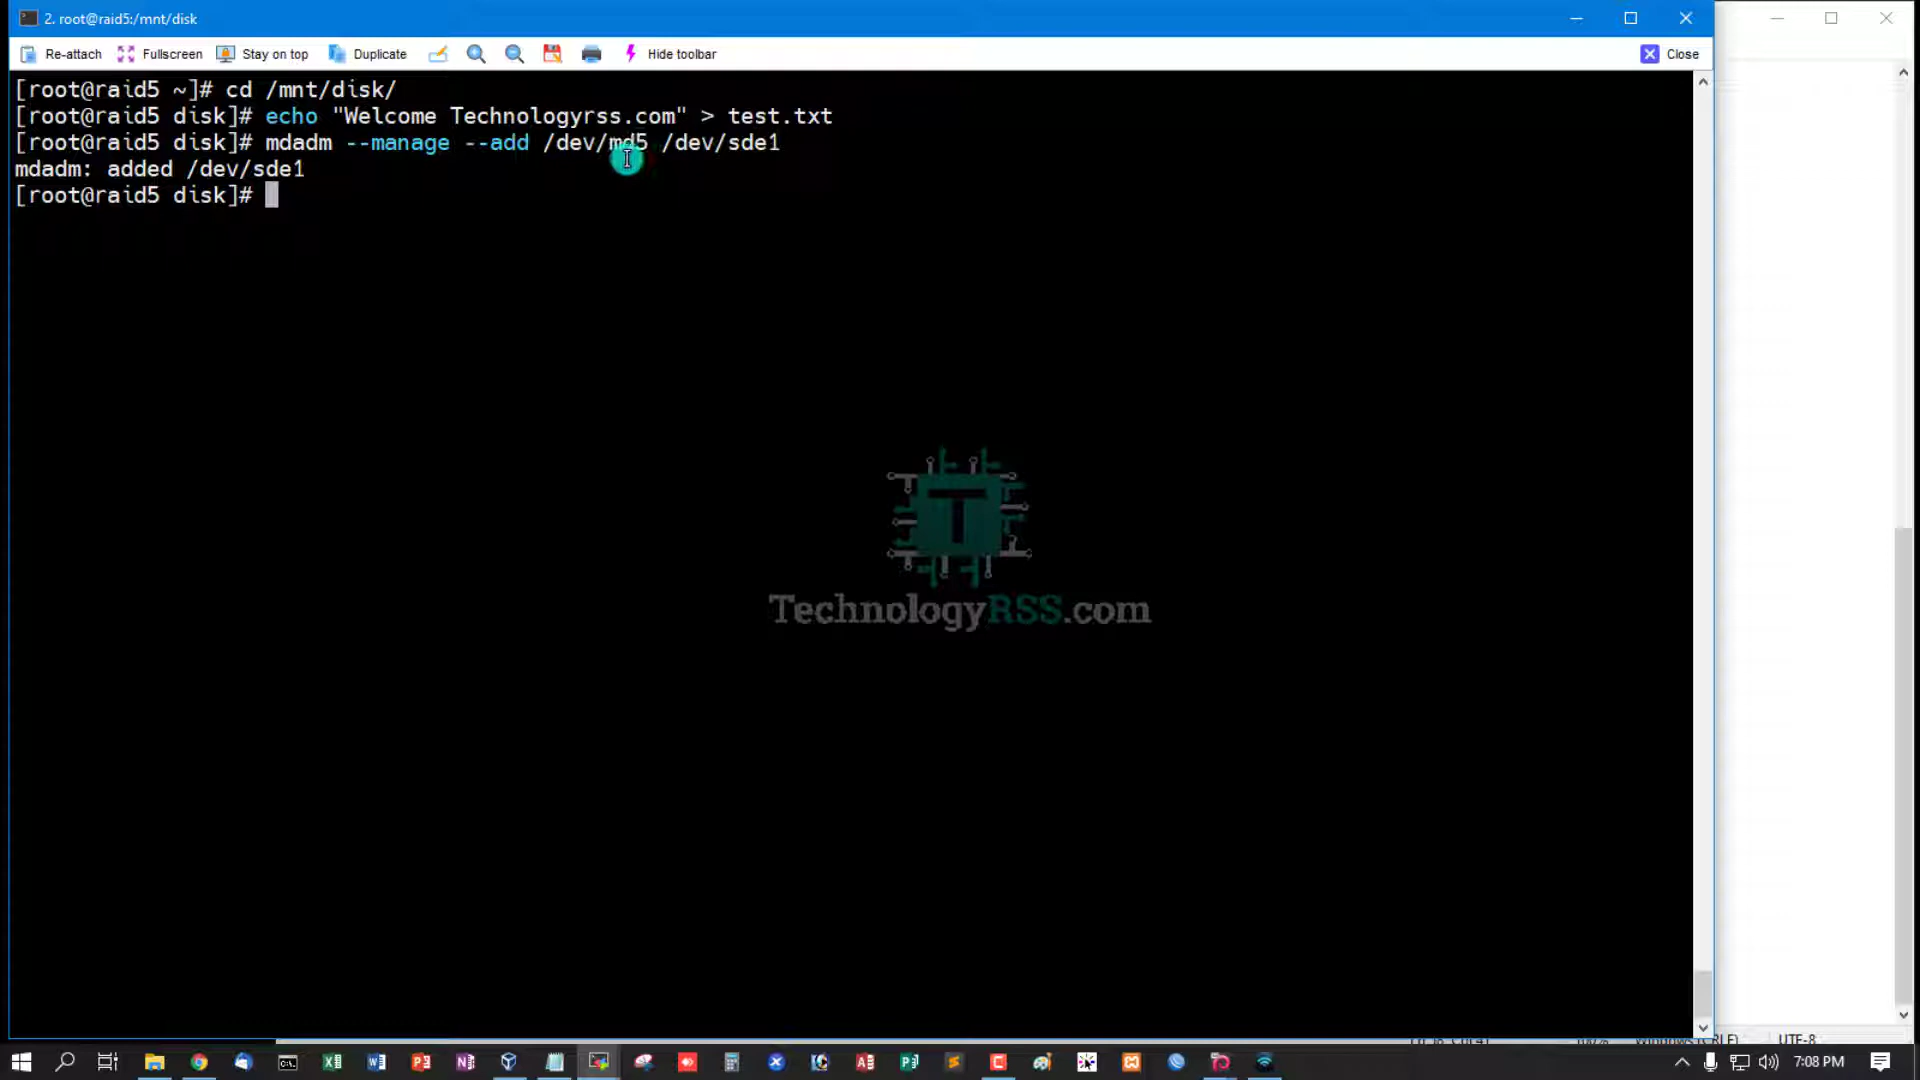 2. root@raid5:/mnt/disk
Re-attach Fullscreen Stay on top Duplicate Hide toolbar Close
[root@raid5 ~]# cd /mnt/disk/
[root@raid5 disk]# echo "Welcome Technologyrss.com" > test.txt
[root@raid5 disk]# mdadm --manage --add /dev/md5 /dev/sde1
mdadm: added /dev/sde1
[root@raid5 disk]#
T
TechnologyRSS.com
UTF-8
7:08 PM